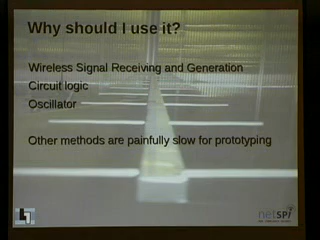 Why should I use it?
Wireless Signal Receiving and Generation
Circuit logic
Oscillator
Other methods are painfully slow for prototyping
netSPI